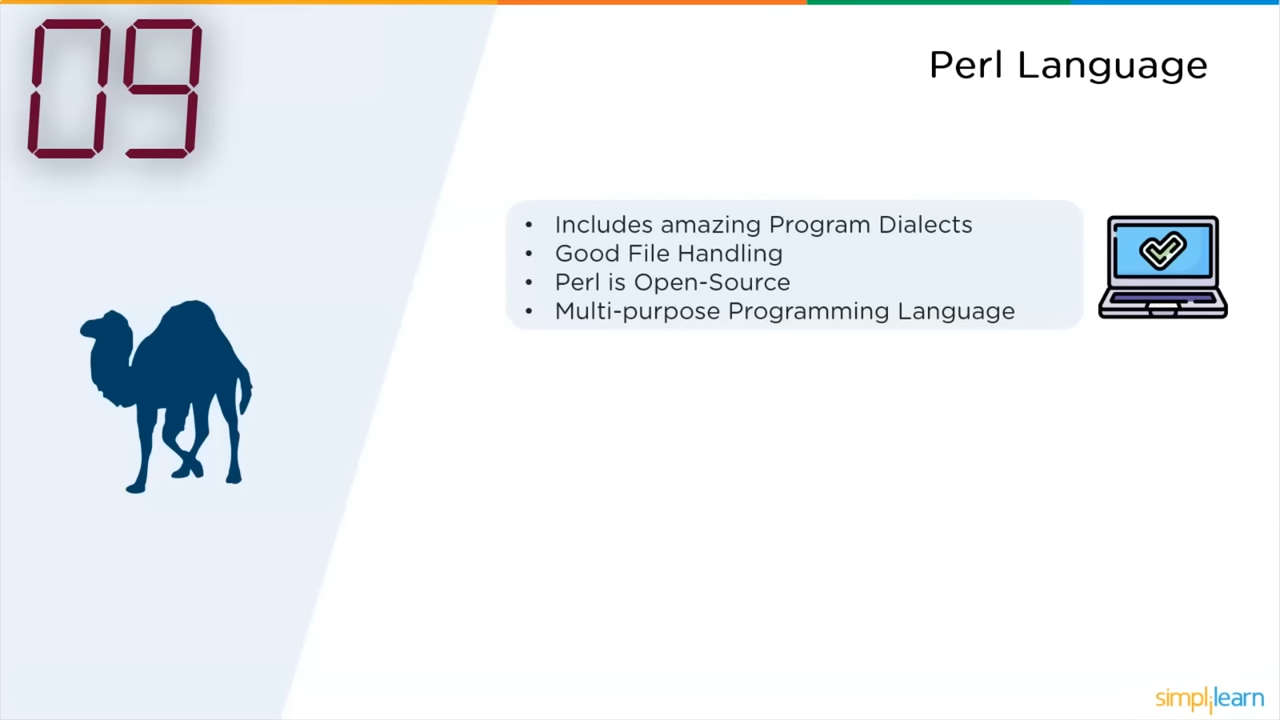 09
Perl Language
• Includes amazing Program Dialects
• Good File Handling
• Perl is Open-Source
• Multi-purpose Programming Language
simplilearn